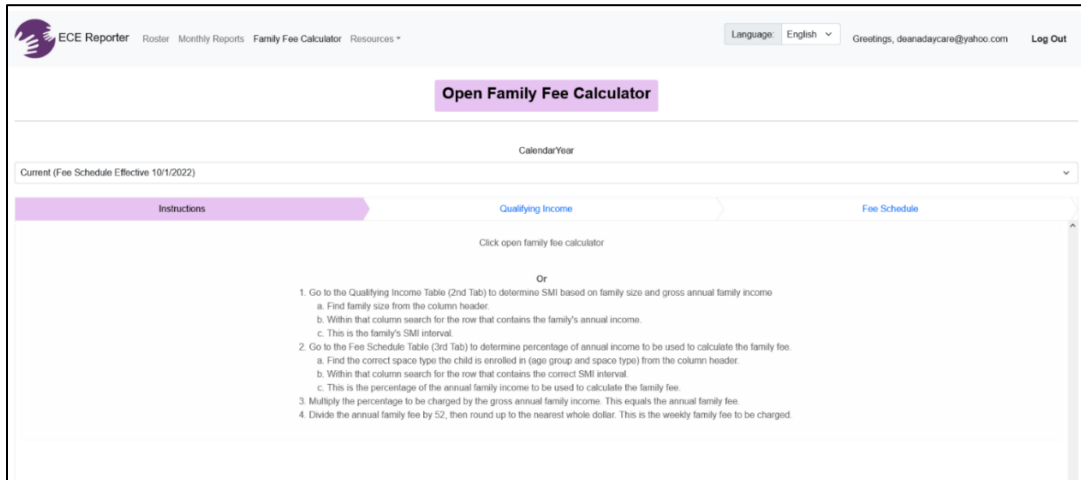 ECE Reporter Roster Monthly Reports Family Fee Calculator Resources Language: English Greetings, deanadaycare@yahoo.com Log Out
Open Family Fee Calculator
CalendarYear
Current (Fee Schedule Effective 10/1/2022)
Instructions Qualifying Income Fee Schedule
Click open family fee calculator
Or
1. Go to the Qualifying Income Table (2nd Tab) to determine SMI based on family size and gross annual family income
a. Find family size from the column header.
b. Within that column search for the row that contains the family's annual income.
c. This is the family's SMI interval.
2. Go to the Fee Schedule Table (3rd Tab) to determine percentage of annual income to be used to calculate the family fee.
a. Find the correct space type the child is enrolled in (age group and space type) from the column header.
b. Within that column search for the row that contains the correct SMI interval.
c. This is the percentage of the annual family income to be used to calculate the family fee.
3. Multiply the percentage to be charged by the gross annual family income. This equals the annual family fee.
4. Divide the annual family fee by 52, then round up to the nearest whole dollar. This is the weekly family fee to be charged.